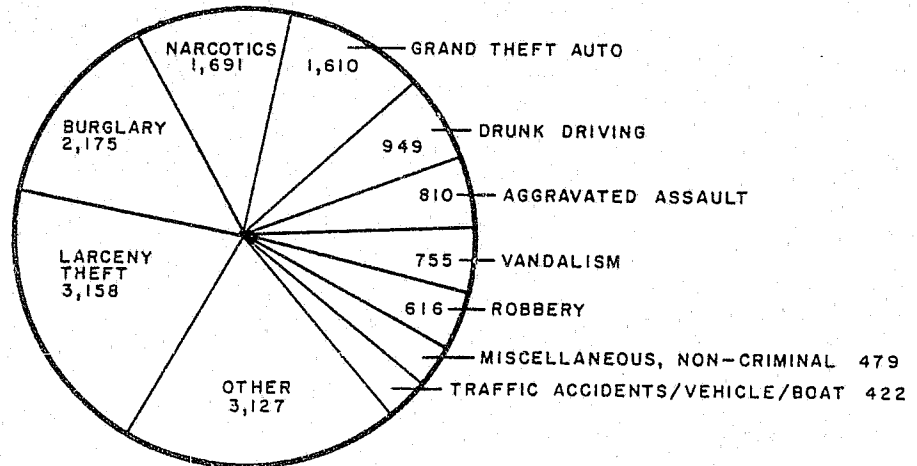 NARCOTICS
1,691
1,610
GRAND THEFT AUTO
BURGLARY
2,175
949
DRUNK DRIVING
810
AGGRAVATED ASSAULT
LARCENY
THEFT
3,158
755
VANDALISM
616
ROBBERY
MISCELLANEOUS, NON-CRIMINAL 479
TRAFFIC ACCIDENTS/VEHICLE/BOAT 422
OTHER
3,127